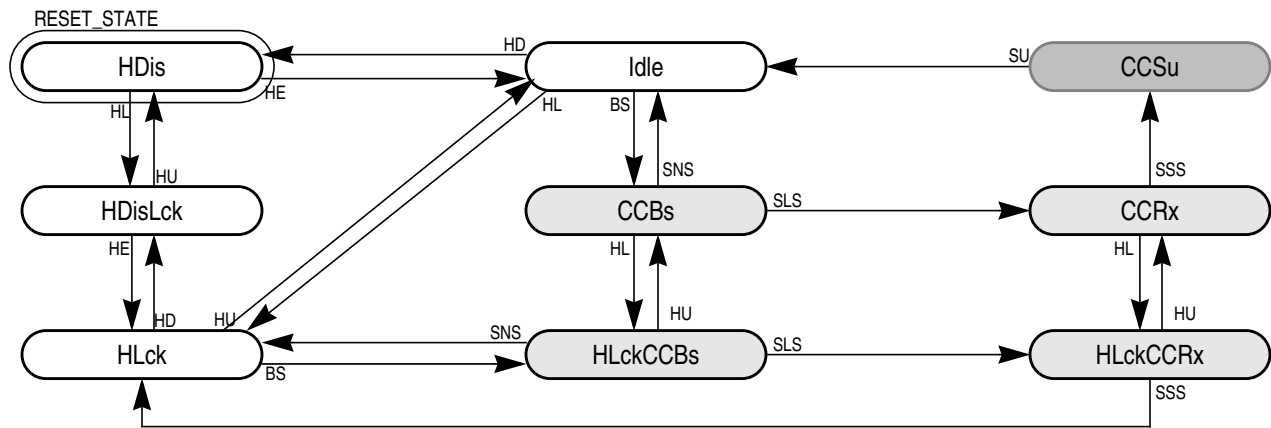 RESET_STATE
HDis
HD
Idle
SU
CCSu
HE
HL
HL
BS
HU
SNS
SSS
HDisLck
CCBs
SLS
CCRx
HE
HL
HL
HD
HU
HU
HU
HLck
SNS
BS
HLckCCBs
SLS
HLckCCRx
SSS